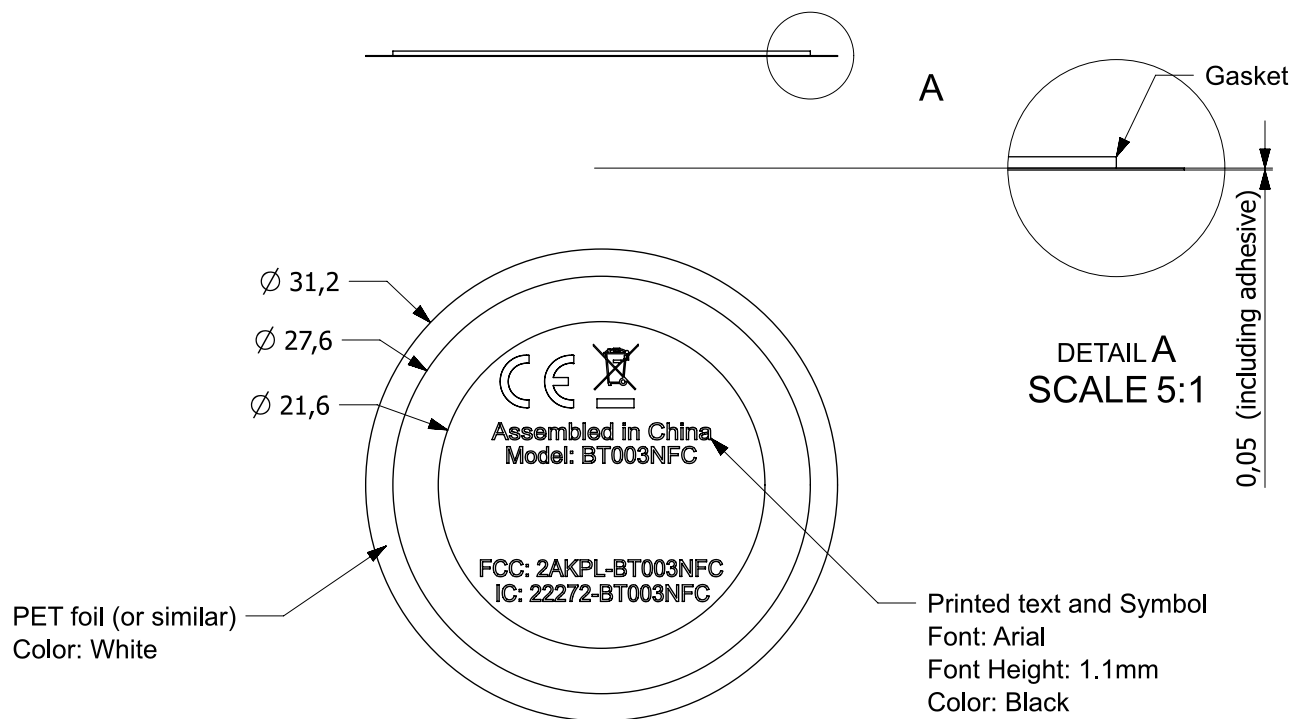 A
Gasket
0,05 (including adhesive)
DETAIL A
SCALE 5:1
Ø 31,2
Ø 27,6
Ø 21,6
CE
Assembled in China
Model: BT003NFC
FCC: 2AKPL-BT003NFC
IC: 22272-BT003NFC
PET foil (or similar)
Color: White
Printed text and Symbol
Font: Arial
Font Height: 1.1mm
Color: Black